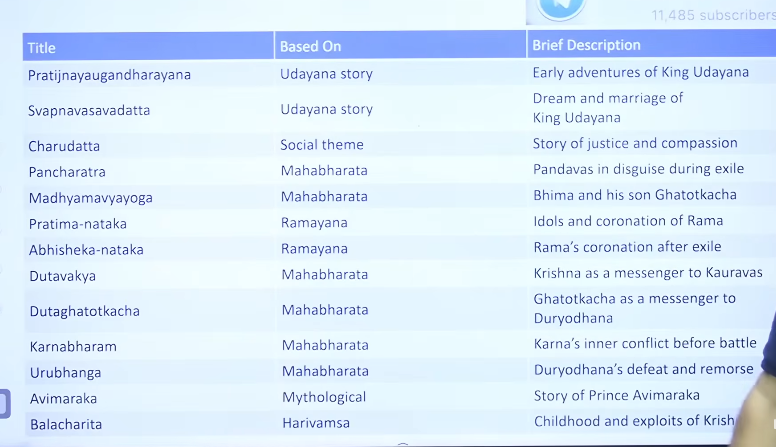 11,485 subscribers
Title Based On Brief Description
Pratijnayaugandharayana Udayana story Early adventures of King Udayana
Svapnavasavadatta Udayana story Dream and marriage of
King Udayana
Charudatta Social theme Story of justice and compassion
Pancharatra Mahabharata Pandavas in disguise during exile
Madhyamavyayoga Mahabharata Bhima and his son Ghatotkacha
Pratima-nataka Ramayana Idols and coronation of Rama
Abhisheka-nataka Ramayana Rama's coronation after exile
Dutavakya Mahabharata Krishna as a messenger to Kauravas
Dutaghatotkacha Mahabharata Ghatotkacha as a messenger to
Duryodhana
Karnabharam Mahabharata Karna's inner conflict before battle
Urubhanga Mahabharata Duryodhana's defeat and remorse
Avimaraka Mythological Story of Prince Avimaraka
Balacharita Harivamsa Childhood and exploits of Krish